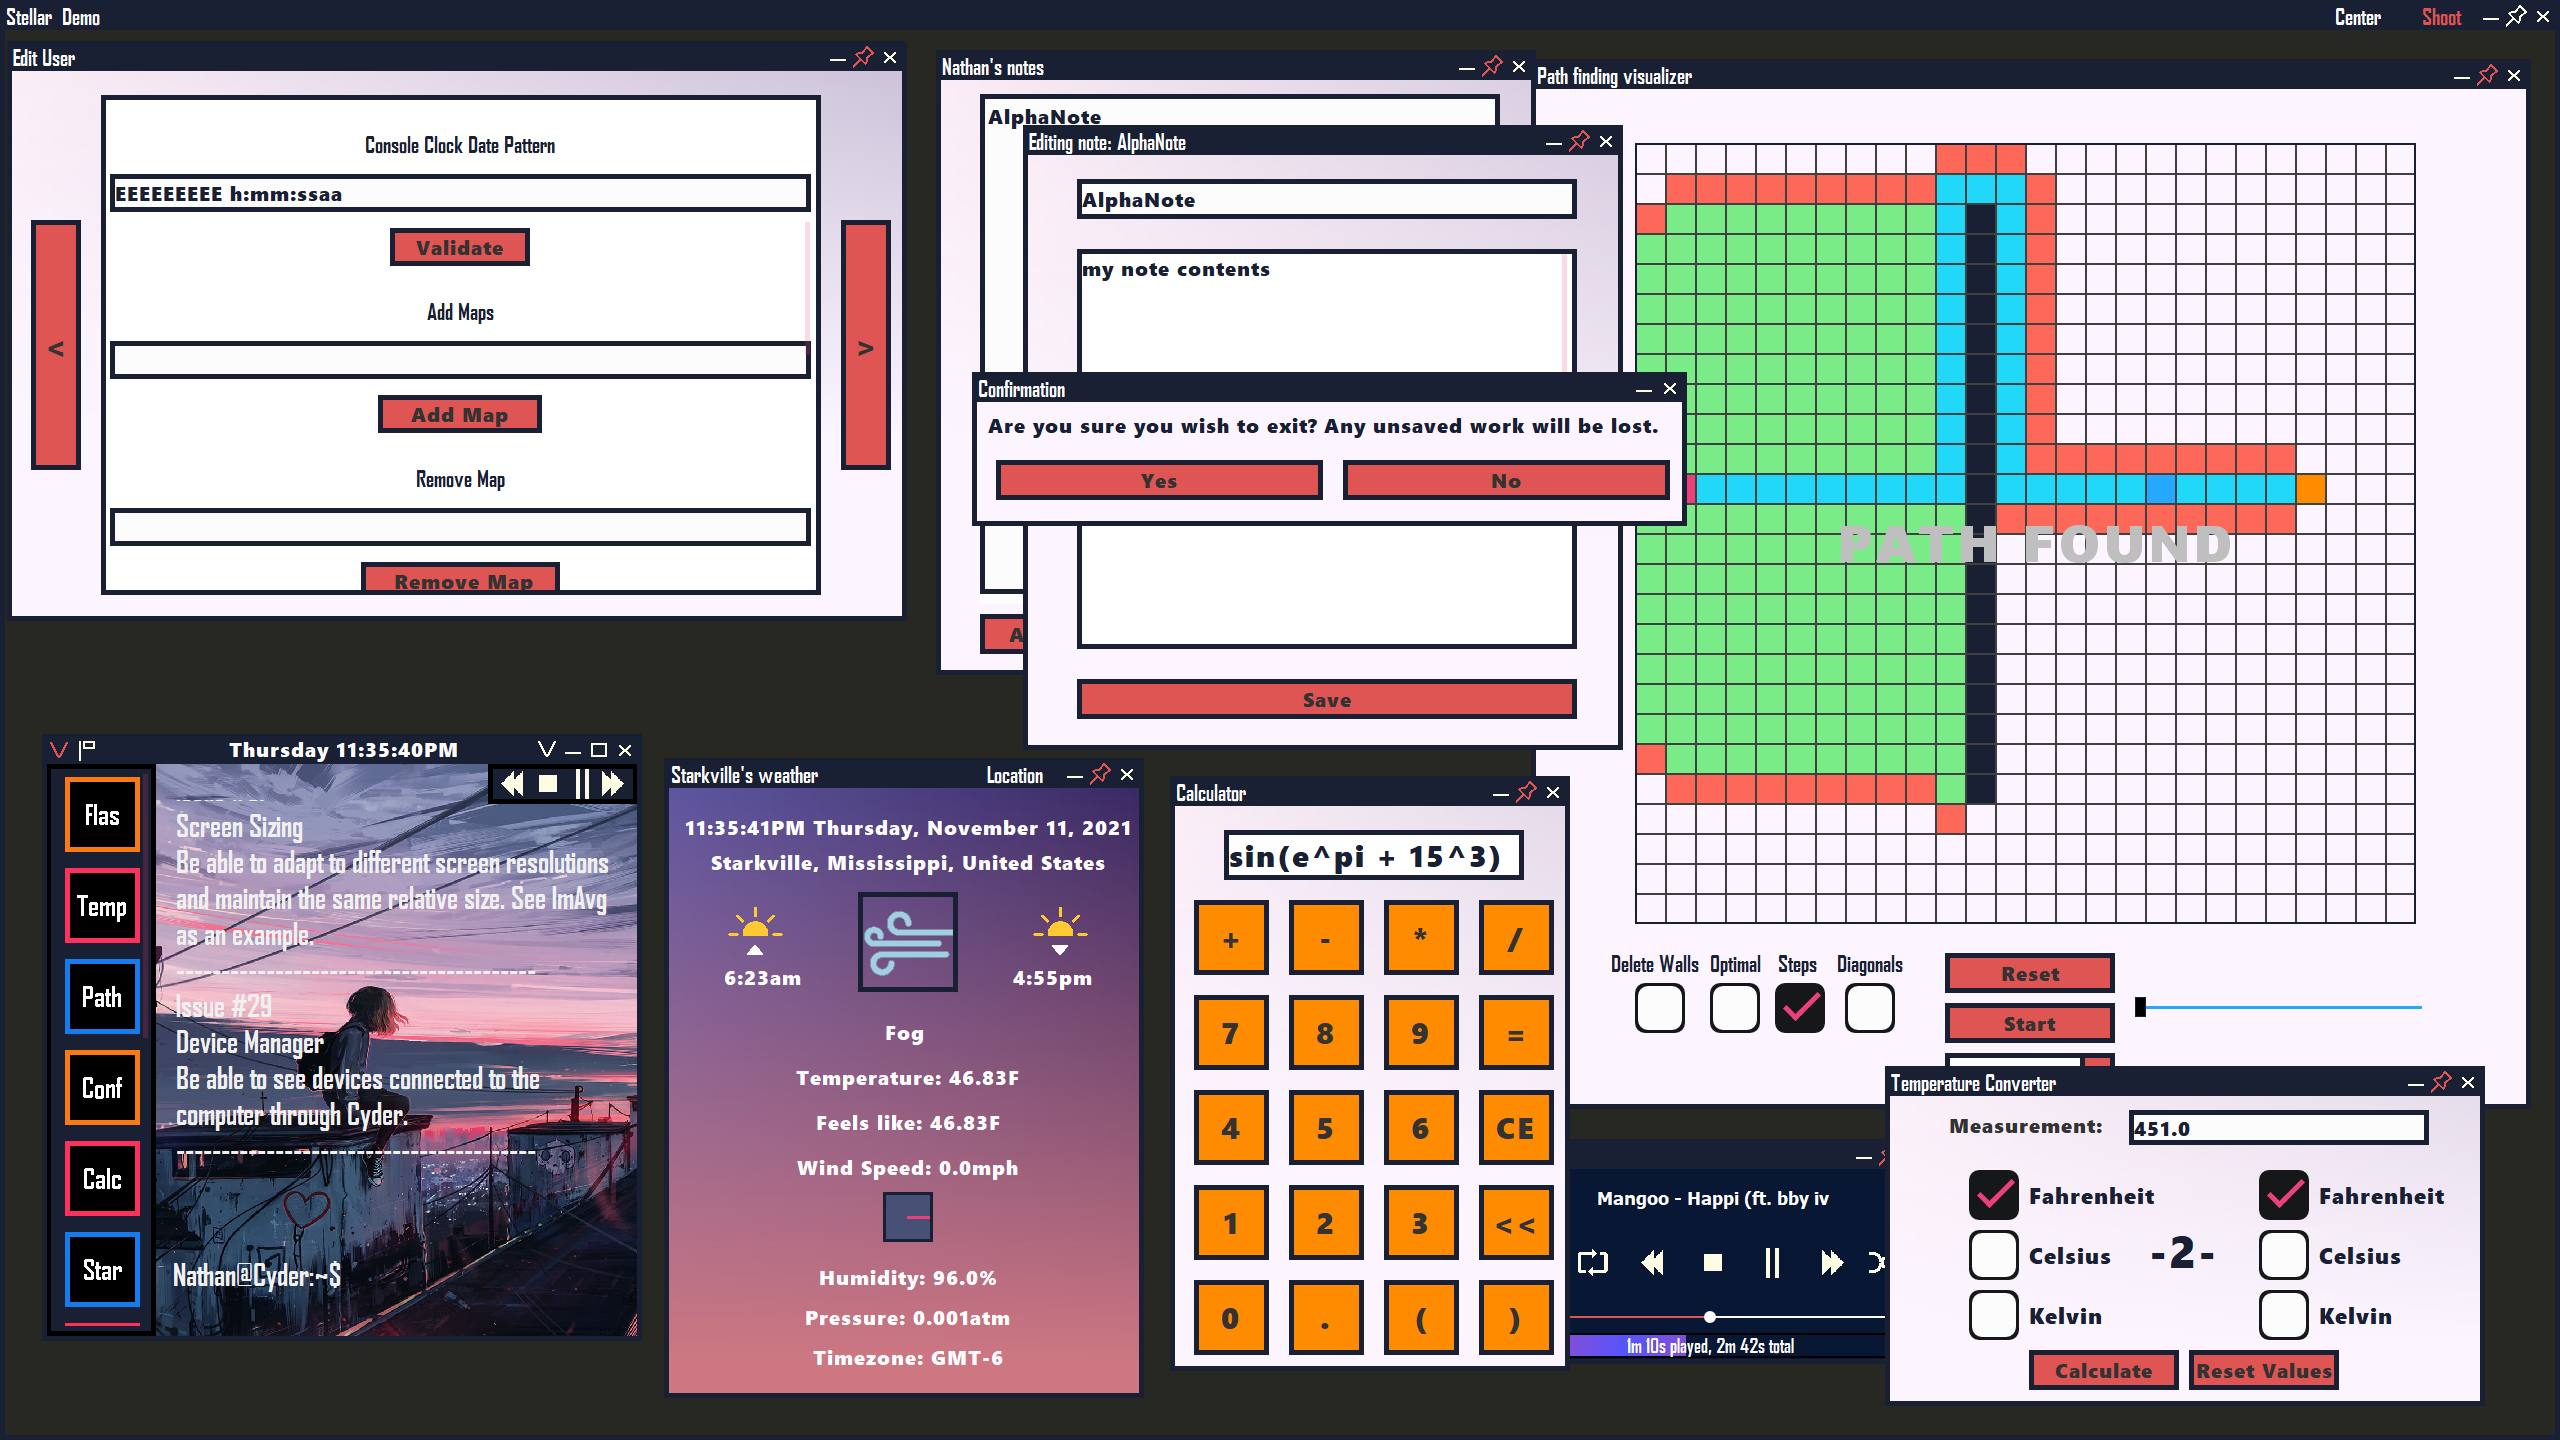 Stellar Demo
Center
Shoot
Edit User
Console Clock Date Pattern
EEEEEEEEE h:mm:ssaa
Validate
Add Maps
Add Map
Remove Map
Remove Map
<
>
Nathan's notes
AlphaNote
Editing note: AlphaNote
AlphaNote
my note contents
Save
Confirmation
Are you sure you wish to exit? Any unsaved work will be lost.
Yes
No
Path finding visualizer
PATH FOUND
Delete Walls
Optimal
Steps
Diagonals
Reset
Start
Thursday 11:35:40PM
Flas
Temp
Path
Conf
Calc
Star
Screen Sizing
Be able to adapt to different screen resolutions
and maintain the same relative size. See ImAvg
as an example.
------------------------------------
Issue #29
Device Manager
Be able to see devices connected to the
computer through Cyder.
------------------------------------
Nathan@Cyder:~$
Starkville's weather
Location
11:35:41PM Thursday, November 11, 2021
Starkville, Mississippi, United States
6:23am
4:55pm
Fog
Temperature: 46.83F
Feels like: 46.83F
Wind Speed: 0.0mph
Humidity: 96.0%
Pressure: 0.001atm
Timezone: GMT-6
Calculator
sin(e^pi + 15^3)
+ - * /
7 8 9 =
4 5 6 CE
1 2 3 <<
0 . ( )
Mangoo - Happi (ft. bby iv
1m 10s played, 2m 42s total
Temperature Converter
Measurement:
451.0
Fahrenheit
Celsius
Kelvin
-2-
Fahrenheit
Celsius
Kelvin
Calculate
Reset Values